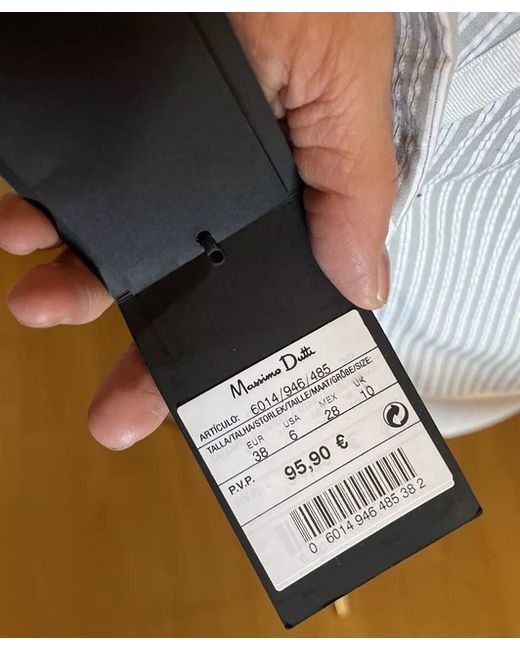 Massimo Dutti
ARTÍCULO: 6014/946/485
TALLA/TALHA/STORLEK/TAILLE/MAAT/GRÖBE/SIZE:
EUR USA MEX UK
38 6 28 10
P.V.P. 95,90 €
0 6014 946 485 38 2